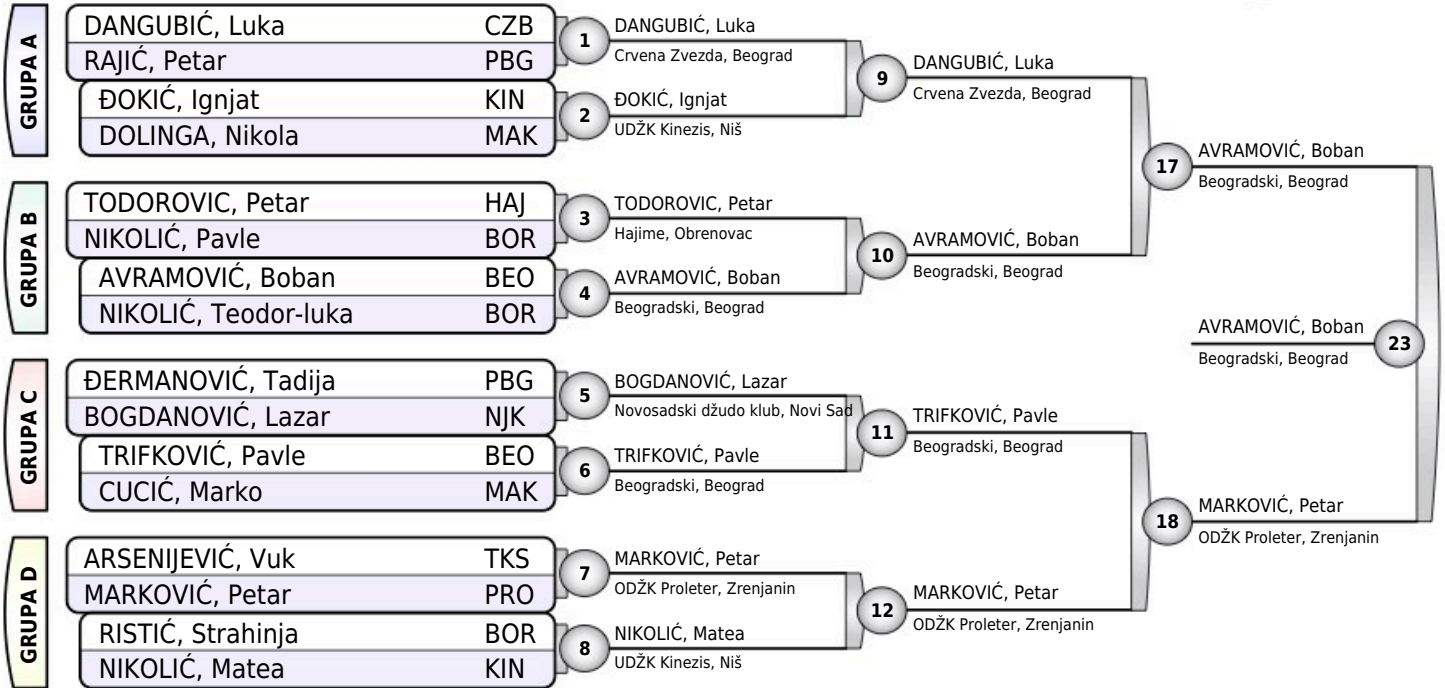 GRUPA A
DANGUBIĆ, Luka CZB
RAJIĆ, Petar PBG
ĐOKIĆ, Ignjat KIN
DOLINGA, Nikola MAK
GRUPA B
TODOROVIC, Petar HAJ
NIKOLIĆ, Pavle BOR
AVRAMOVIĆ, Boban BEO
NIKOLIĆ, Teodor-luka BOR
GRUPA C
ĐERMANOVIĆ, Tadija PBG
BOGDANOVIĆ, Lazar NJK
TRIFKOVIĆ, Pavle BEO
CUCIĆ, Marko MAK
GRUPA D
ARSENIJEVIĆ, Vuk TKS
MARKOVIĆ, Petar PRO
RISTIĆ, Strahinja BOR
NIKOLIĆ, Matea KIN
1
DANGUBIĆ, Luka
Crvena Zvezda, Beograd
2
ĐOKIĆ, Ignjat
UDŽK Kinezis, Niš
3
TODOROVIC, Petar
Hajime, Obrenovac
4
AVRAMOVIĆ, Boban
Beogradski, Beograd
5
BOGDANOVIĆ, Lazar
Novosadski džudo klub, Novi Sad
6
TRIFKOVIĆ, Pavle
Beogradski, Beograd
7
MARKOVIĆ, Petar
ODŽK Proleter, Zrenjanin
8
NIKOLIĆ, Matea
UDŽK Kinezis, Niš
9
DANGUBIĆ, Luka
Crvena Zvezda, Beograd
10
AVRAMOVIĆ, Boban
Beogradski, Beograd
11
TRIFKOVIĆ, Pavle
Beogradski, Beograd
12
MARKOVIĆ, Petar
ODŽK Proleter, Zrenjanin
17
AVRAMOVIĆ, Boban
Beogradski, Beograd
18
MARKOVIĆ, Petar
ODŽK Proleter, Zrenjanin
AVRAMOVIĆ, Boban
Beogradski, Beograd
23